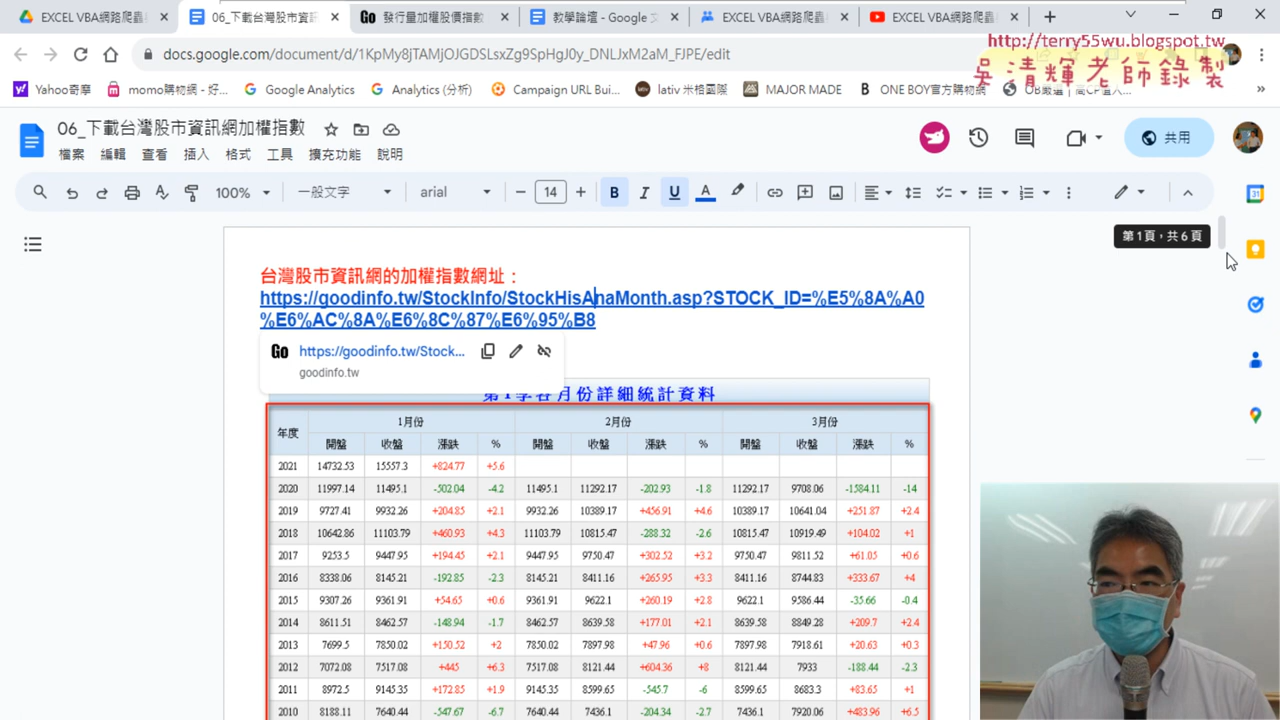 EXCEL VBA網路爬蟲
06_下載台灣股市資訊
發行量加權股價指數
教學論壇 - Google 文
EXCEL VBA網路爬蟲
EXCEL VBA網路爬蟲
docs.google.com/document/d/1KpMy8jTAMjOJGDSLsxZg9SpHgJ0y_DNLJxM2aM_FJPE/edit
http://terry55wu.blogspot.tw
吳清輝老師錄製
Yahoo奇摩
momo購物網 - 好...
Google Analytics
Analytics (分析)
Campaign URL Bui...
lativ 米格國際
MAJOR MADE
ONE BOY官方購物網
06_下載台灣股市資訊網加權指數
檔案 編輯 查看 插入 格式 工具 擴充功能 說明
共用
100% 一般文字 arial 14 B I U A
第 1 頁，共 6 頁
台灣股市資訊網的加權指數網址：
https://goodinfo.tw/StockInfo/StockHisAnaMonth.asp?STOCK_ID=%E5%8A%A0
%E6%AC%8A%E6%8C%87%E6%95%B8
Go https://goodinfo.tw/Stock...
goodinfo.tw
第1季各月份詳細統計資料
年度 1月份 2月份 3月份
開盤 收盤 漲跌 % 開盤 收盤 漲跌 % 開盤 收盤 漲跌 %
2021 14732.53 15557.3 +824.77 +5.6
2020 11997.14 11495.1 -502.04 -4.2 11495.1 11292.17 -202.93 -1.8 11292.17 9708.06 -1584.11 -14
2019 9727.41 9932.26 +204.85 +2.1 9932.26 10389.17 +456.91 +4.6 10389.17 10641.04 +251.87 +2.4
2018 10642.86 11103.79 +460.93 +4.3 11103.79 10815.47 -288.32 -2.6 10815.47 10919.49 +104.02 +1
2017 9253.5 9447.95 +194.45 +2.1 9447.95 9750.47 +302.52 +3.2 9750.47 9811.52 +61.05 +0.6
2016 8338.06 8145.21 -192.85 -2.3 8145.21 8411.16 +265.95 +3.3 8411.16 8744.83 +333.67 +4
2015 9307.26 9361.91 +54.65 +0.6 9361.91 9622.1 +260.19 +2.8 9622.1 9586.44 -35.66 -0.4
2014 8611.51 8462.57 -148.94 -1.7 8462.57 8639.58 +177.01 +2.1 8639.58 8849.28 +209.7 +2.4
2013 7699.5 7850.02 +150.52 +2 7850.02 7897.98 +47.96 +0.6 7897.98 7918.61 +20.63 +0.3
2012 7072.08 7517.08 +445 +6.3 7517.08 8121.44 +604.36 +8 8121.44 7933 -188.44 -2.3
2011 8972.5 9145.35 +172.85 +1.9 9145.35 8599.65 -545.7 -6 8599.65 8683.3 +83.65 +1
2010 8188.11 7640.44 -547.67 -6.7 7640.44 7436.1 -204.34 -2.7 7436.1 7920.06 +483.96 +6.5